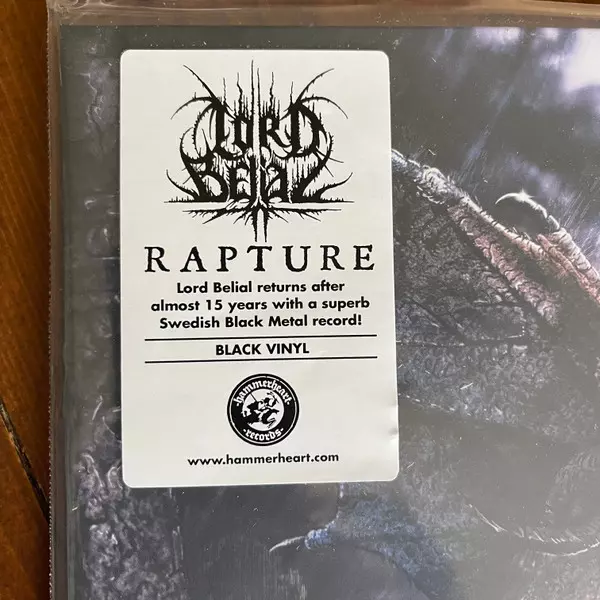 Lord
Belial
RAPTURE
Lord Belial returns after
almost 15 years with a superb
Swedish Black Metal record!
BLACK VINYL
hammerheart
records
www.hammerheart.com